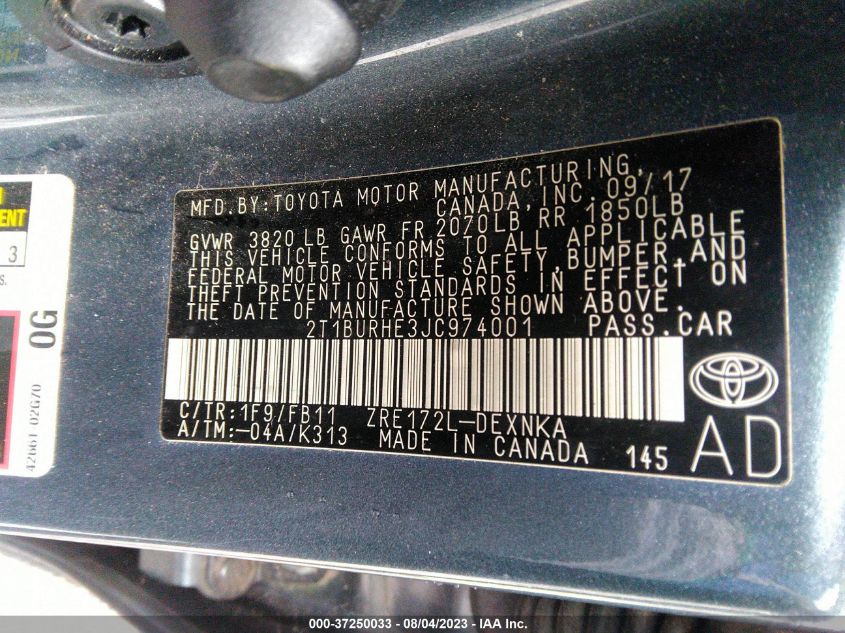 MFD.BY:TOYOTA MOTOR MANUFACTURING,
CANADA,INC. 09/17
GVWR 3820 LB GAWR FR 2070LB RR 1850LB
THIS VEHICLE CONFORMS TO ALL APPLICABLE
FEDERAL MOTOR VEHICLE SAFETY,BUMPER,AND
THEFT PREVENTION STANDARDS IN EFFECT ON
THE DATE OF MANUFACTURE SHOWN ABOVE.
2T1BURHE3JC974001 PASS.CAR
C/TR:1F9/FB11 ZRE172L-DEXNKA
A/TM:-04A/K313 MADE IN CANADA 145
AD
3
0G
42661-02G70
000-37250033 - 08/04/2023 - IAA Inc.